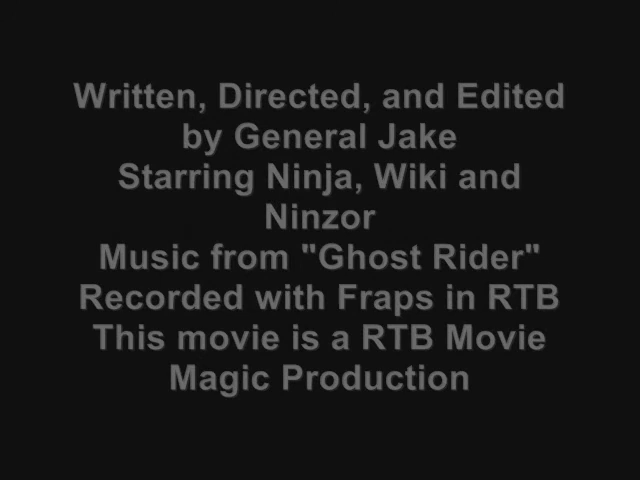 Written, Directed, and Edited
by General Jake
Starring Ninja, Wiki and
Ninzor
Music from "Ghost Rider"
Recorded with Fraps in RTB
This movie is a RTB Movie
Magic Production